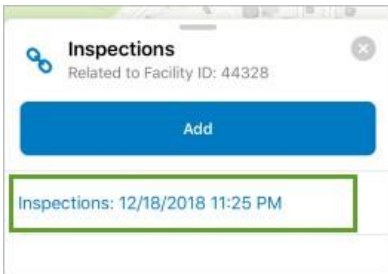 Inspections
Related to Facility ID: 44328
Add
Inspections: 12/18/2018 11:25 PM